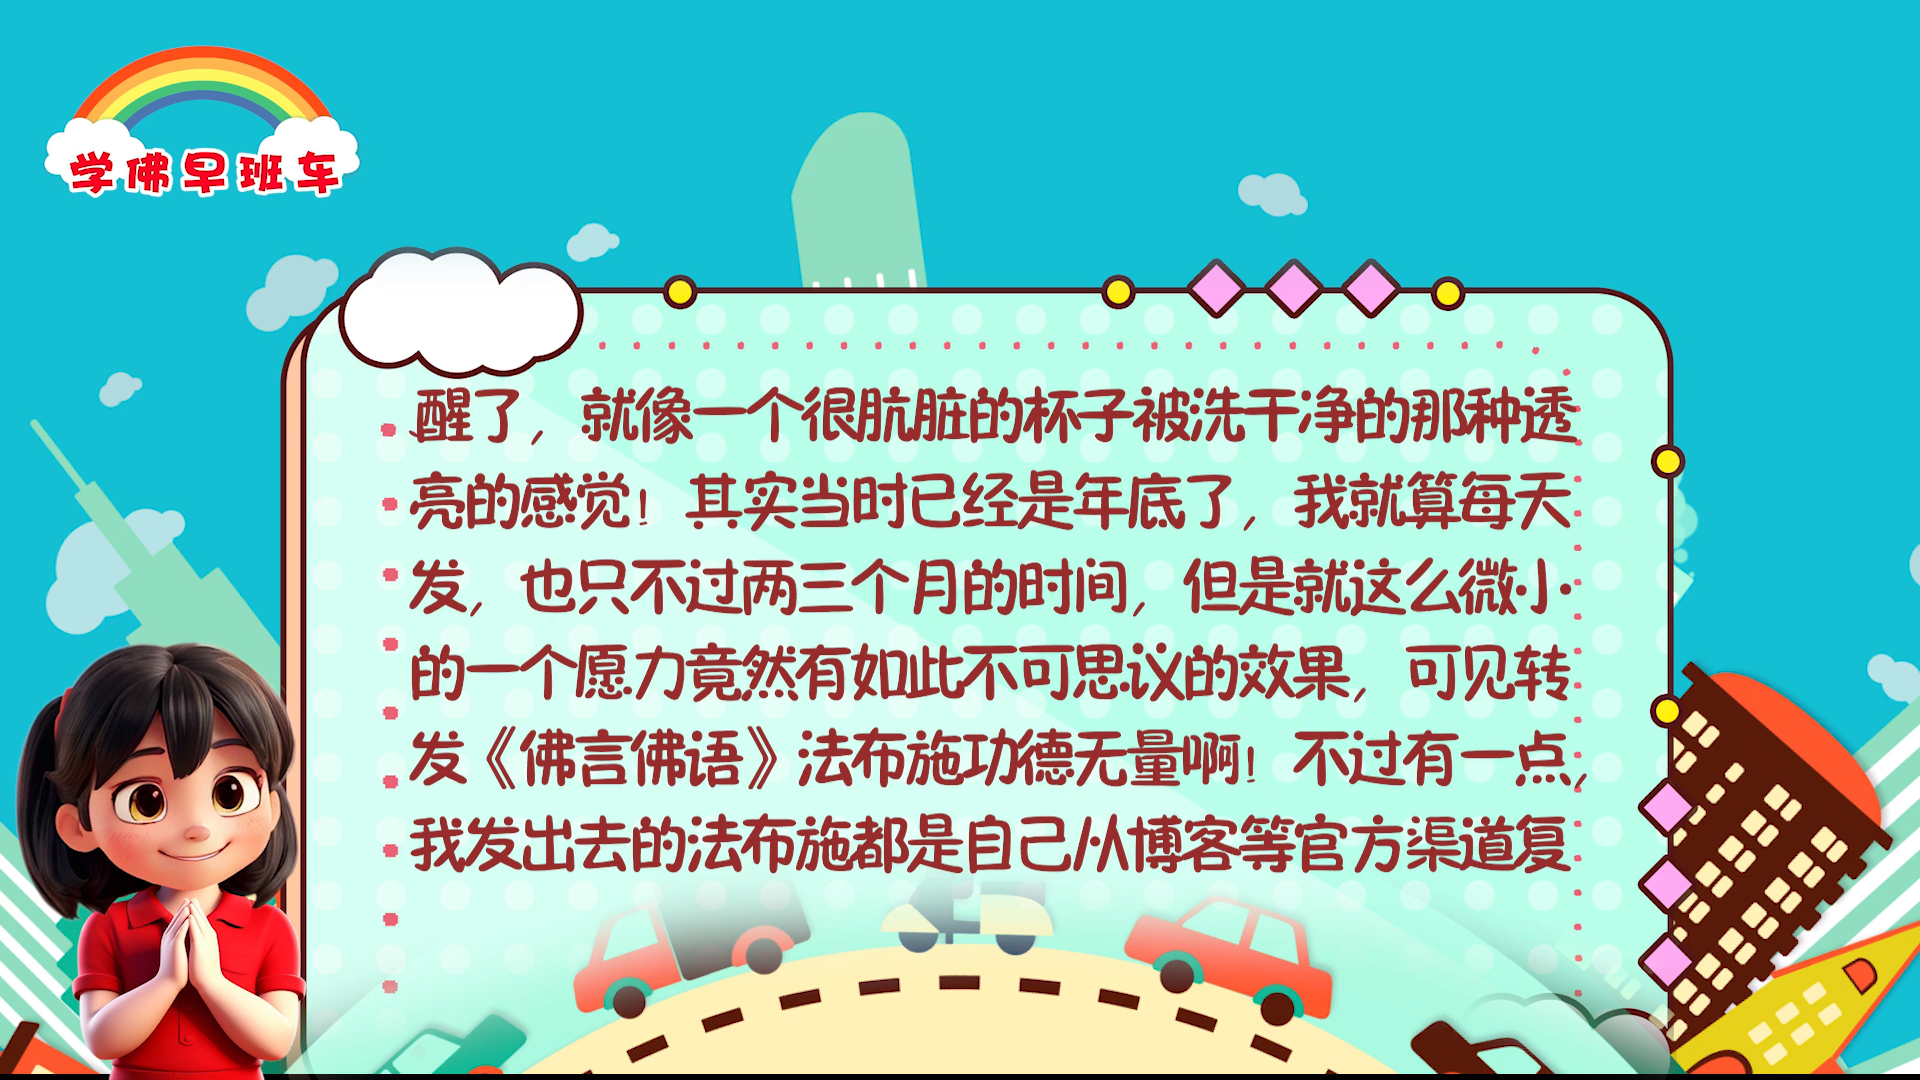 学佛早班车
醒了，就像一个很肮脏的杯子被洗干净的那种透
亮的感觉！其实当时已经是年底了，我就算每天
发，也只不过两三个月的时间，但是就这么微小
的一个愿力竟然有如此不可思议的效果，可见转
发《佛言佛语》法布施功德无量啊！不过有一点，
我发出去的法布施都是自己从博客等官方渠道复